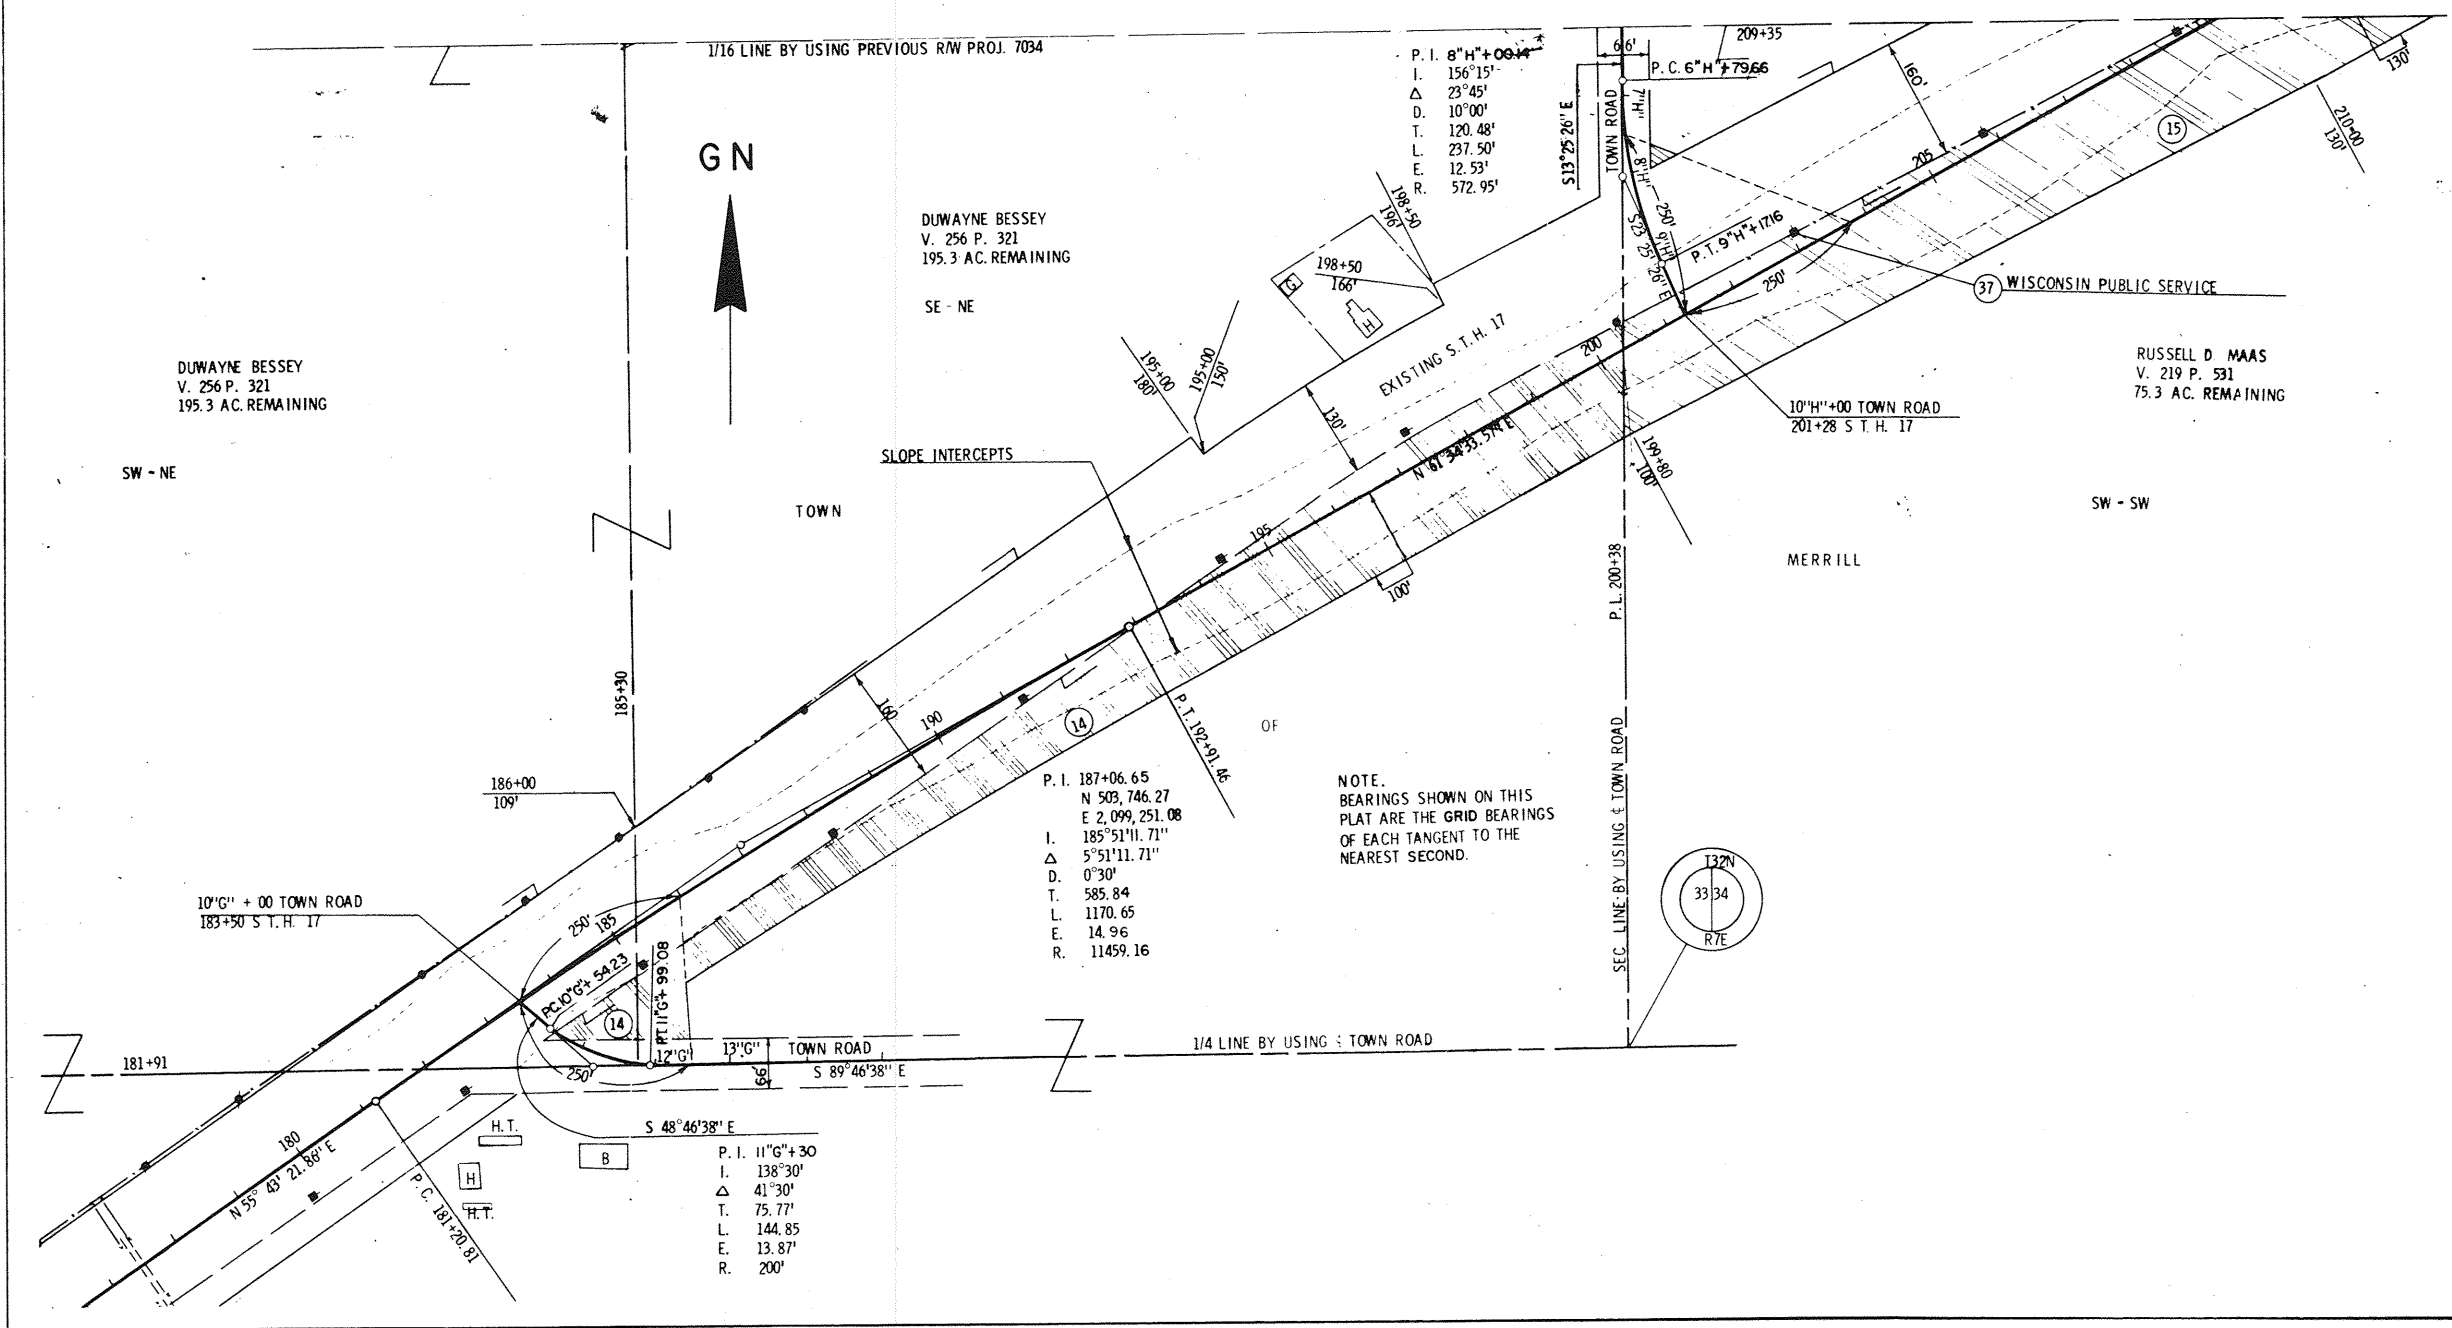 1/16 LINE BY USING PREVIOUS R/W PROJ. 7034
GN
DUWAYNE BESSEY
V. 256 P. 321
195.3 AC. REMAINING
SW - NE
DUWAYNE BESSEY
V. 256 P. 321
195.3 AC. REMAINING
SE - NE
TOWN
SLOPE INTERCEPTS
P. I. 8"H"+00.14
I. 156°15'
Δ 23°45'
D. 10°00'
T. 120.48'
L. 237.50'
E. 12.53'
R. 572.95'
66'
209+35
P. C. 6"H"+79.66
S13°25'26" E
TOWN ROAD
7"H"
8"H"
250'
9"H"
S23°25'26" E
P. T. 9"H"+17.16
250'
160'
205
15
130'
210+00
130'
37 WISCONSIN PUBLIC SERVICE
RUSSELL D. MAAS
V. 219 P. 531
75.3 AC. REMAINING
SW - SW
10"H"+00 TOWN ROAD
201+28 S. T. H. 17
198+50
196'
198+50
166'
G
H
195+00
180'
195+00
150'
EXISTING S. T. H. 17
130'
200
N 61°34'33.57" E
195
100'
199+80
100'
MERRILL
P. L. 200+38
SEC LINE BY USING ℄ TOWN ROAD
185+30
160
190
14
P. T. 192+91.46
OF
186+00
109'
P. I. 187+06.65
N 503,746.27
E 2,099,251.08
I. 185°51'11.71"
Δ 5°51'11.71"
D. 0°30'
T. 585.84
L. 1170.65
E. 14.96
R. 11459.16
NOTE.
BEARINGS SHOWN ON THIS
PLAT ARE THE GRID BEARINGS
OF EACH TANGENT TO THE
NEAREST SECOND.
T32N
33 34
R7E
10"G" + 00 TOWN ROAD
183+50 S T. H. 17
250'
185
P.C. 10"G"+ 54.23
P.T. 11"G"+ 99.08
14
12"G"
13"G"
TOWN ROAD
66'
S 89°46'38" E
250'
1/4 LINE BY USING ℄ TOWN ROAD
181+91
S 48°46'38" E
H. T.
B
H
H. T.
180
N 55° 43' 21.86" E
P. C. 181+20.81
P. I. 11"G"+30
I. 138°30'
Δ 41°30'
T. 75.77'
L. 144.85
E. 13.87'
R. 200'